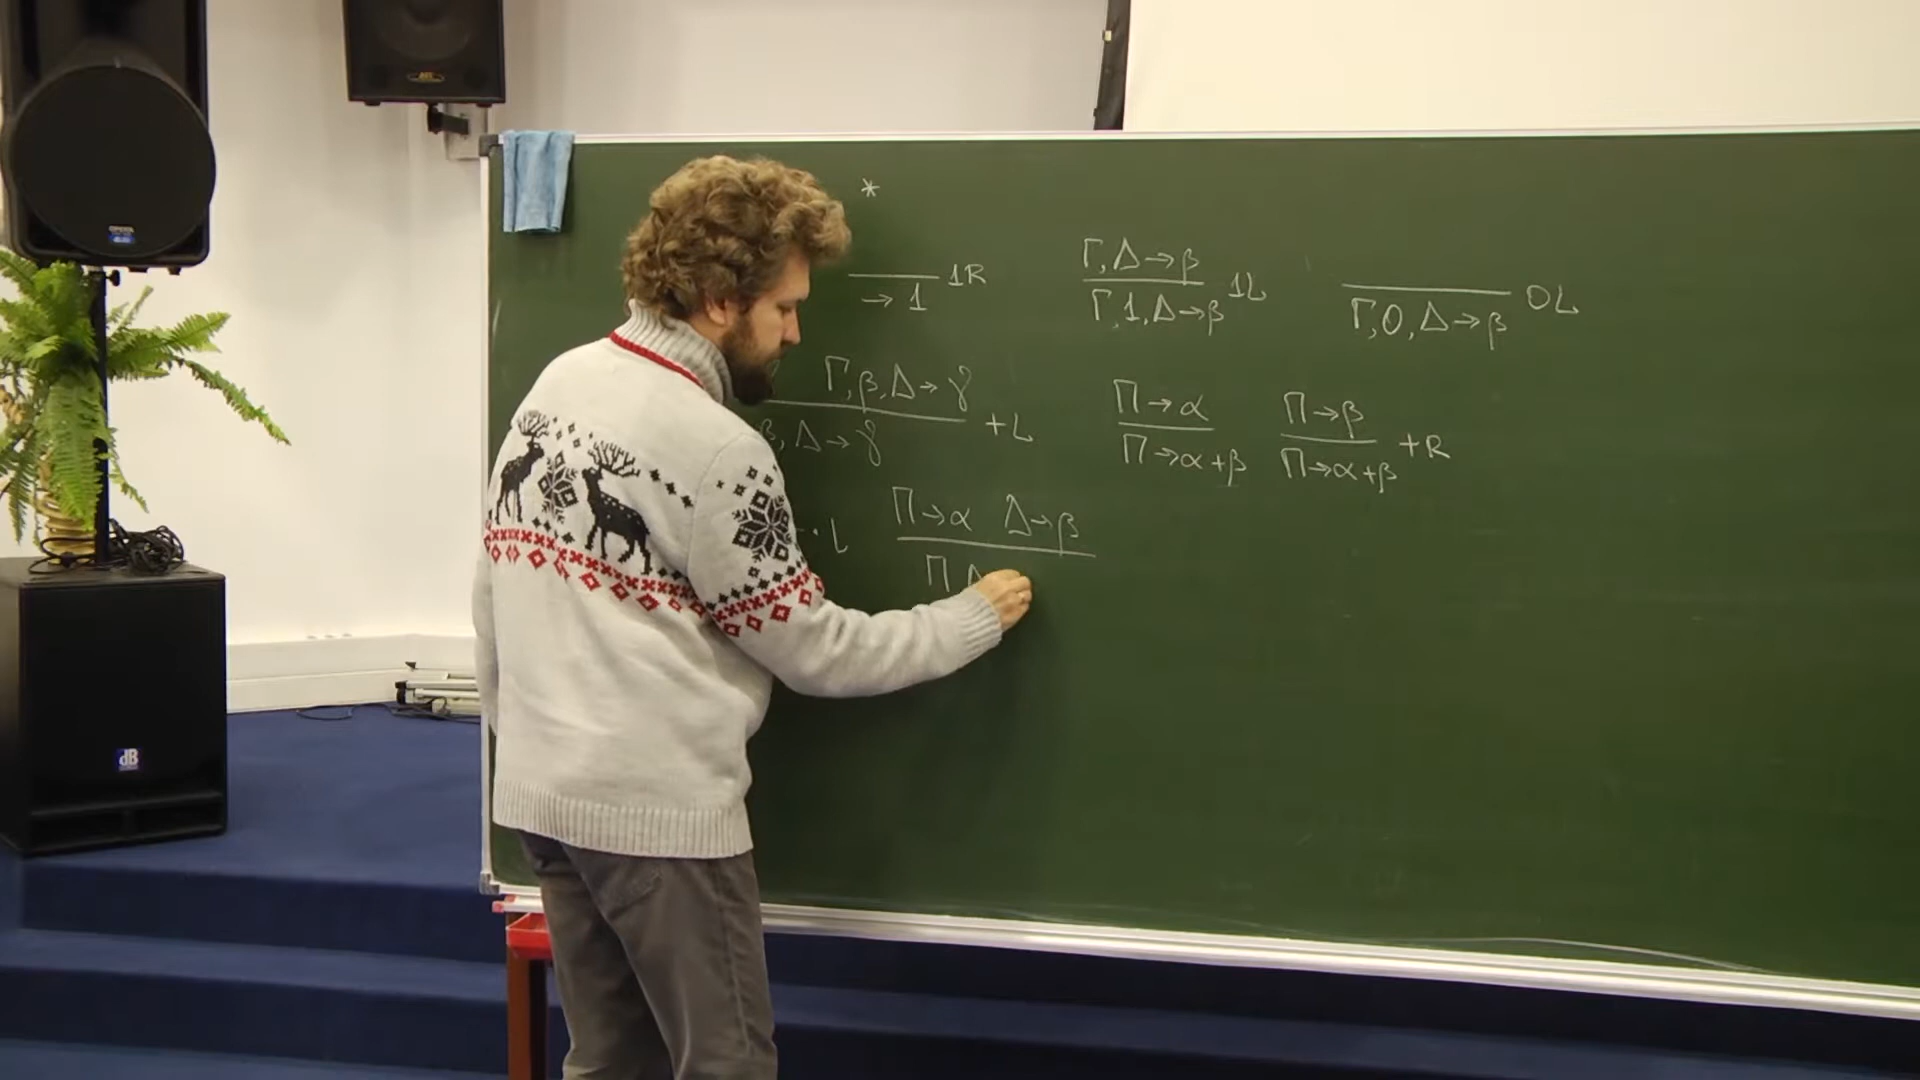 *
→ 1 1R
Γ, Δ → β
Γ, 1, Δ → β 1L
Γ, 0, Δ → β 0L
Γ, β, Δ → γ
β, Δ → γ +L
Π → α
Π → α + β
Π → β
Π → α + β +R
· L
Π → α Δ → β
Π Δ
dB